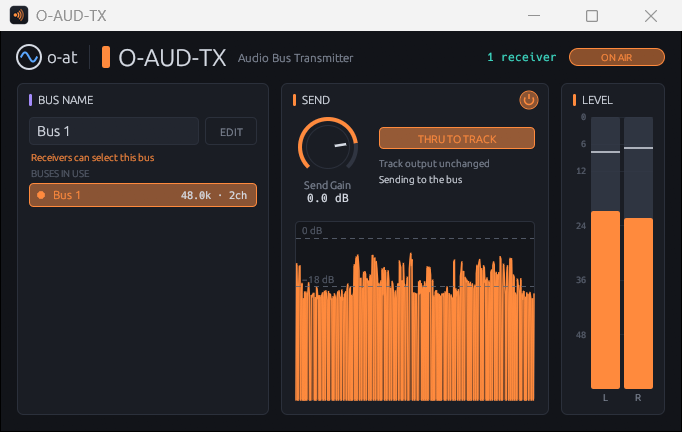 O-AUD-TX
o-at
O-AUD-TX
Audio Bus Transmitter
1 receiver
ON AIR
BUS NAME
Bus 1
EDIT
Receivers can select this bus
BUSES IN USE
Bus 1
48.0k · 2ch
SEND
Send Gain
0.0 dB
THRU TO TRACK
Track output unchanged
Sending to the bus
0 dB
-18 dB
LEVEL
0
6
12
24
36
48
L
R